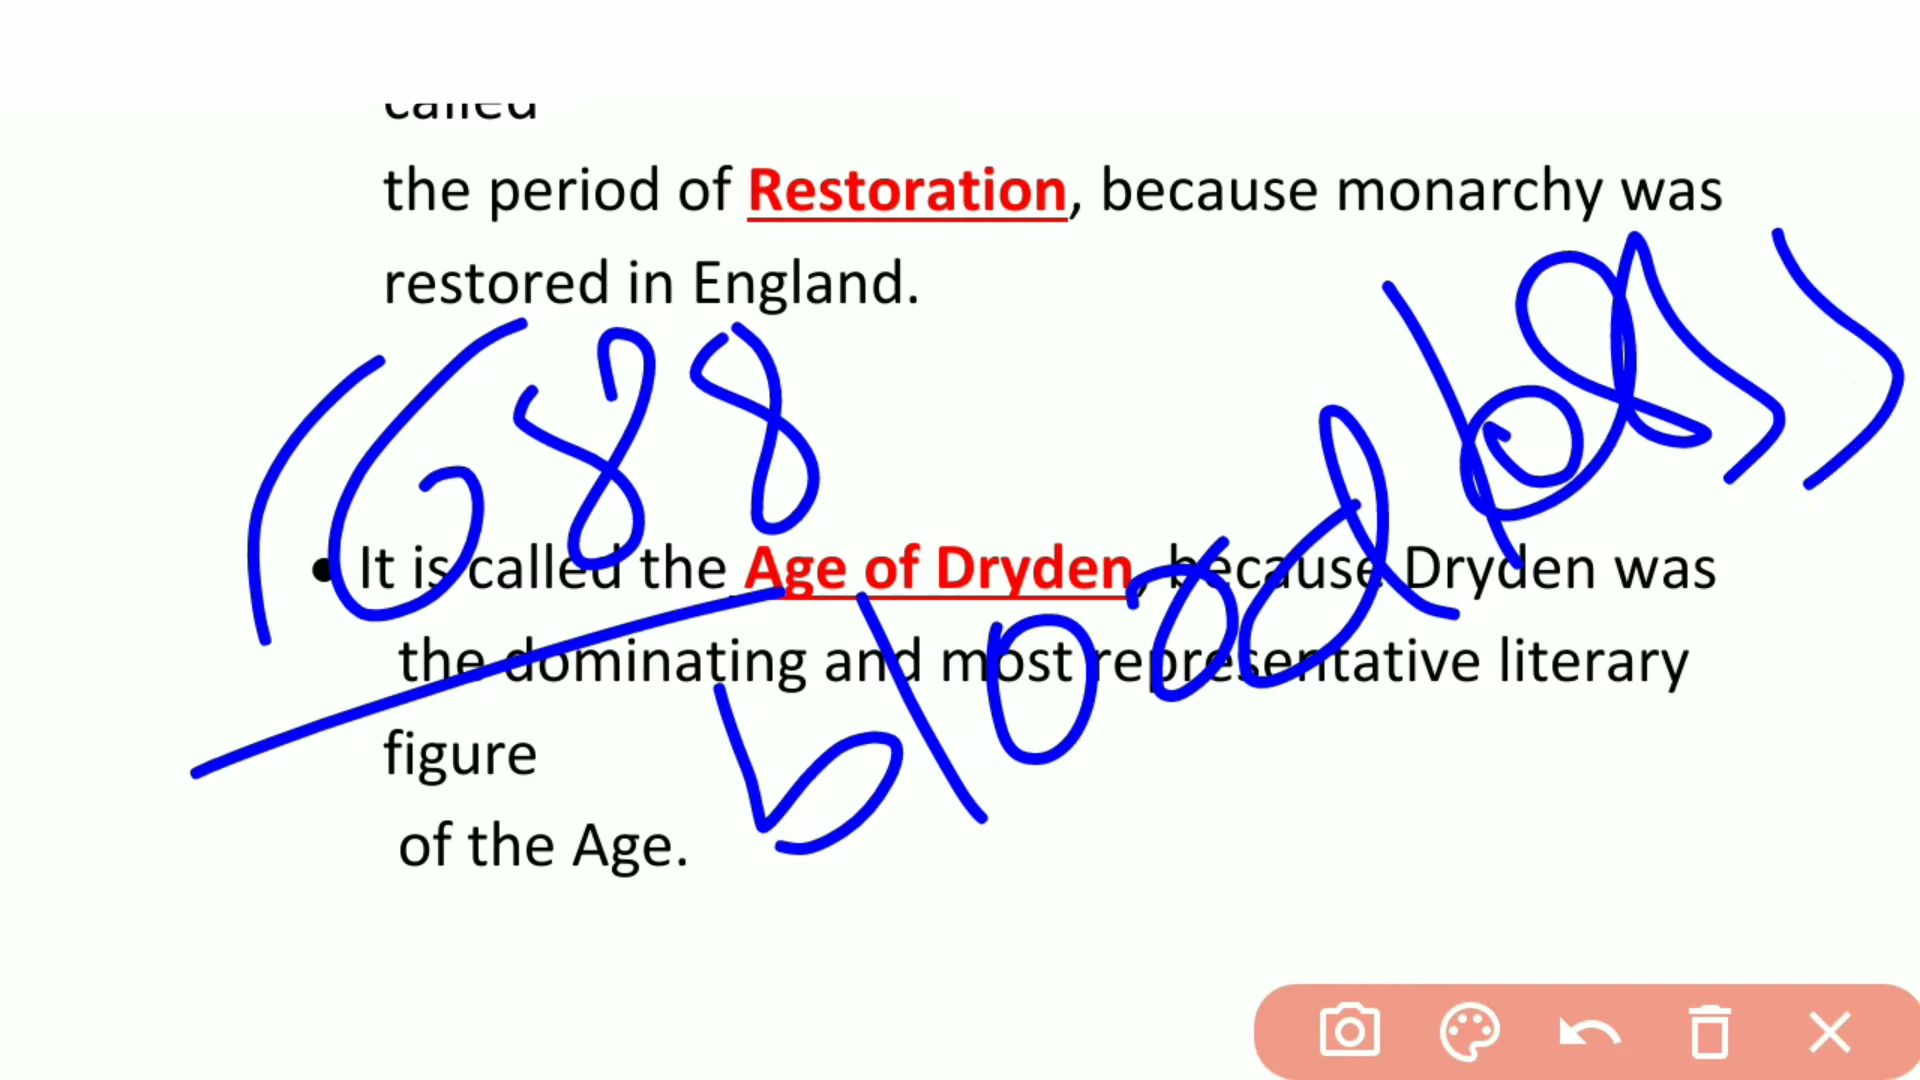 called
the period of Restoration, because monarchy was
restored in England.
1688
• It is called the Age of Dryden, because Dryden was
the dominating and most representative literary
figure
of the Age.
bloodless